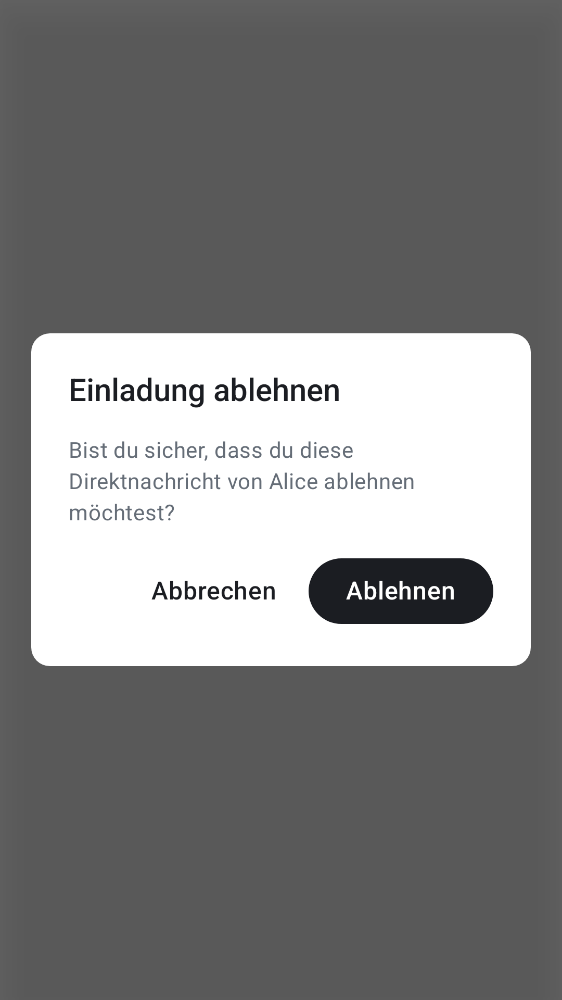 Einladung ablehnen
Bist du sicher, dass du diese
Direktnachricht von Alice ablehnen
möchtest?
Abbrechen
Ablehnen